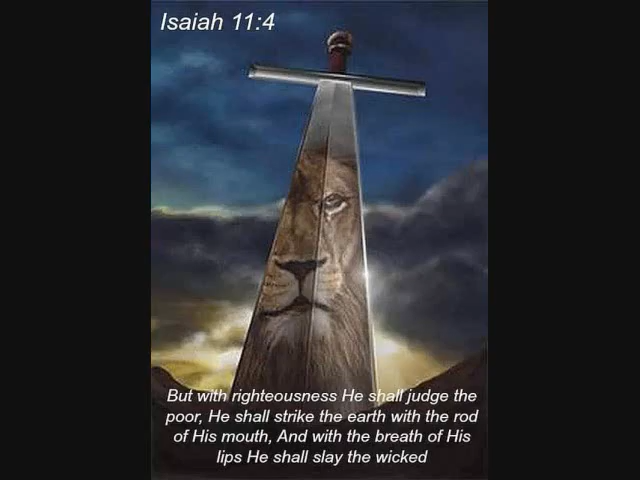 Isaiah 11:4
But with righteousness He shall judge the
poor, He shall strike the earth with the rod
of His mouth, And with the breath of His
lips He shall slay the wicked